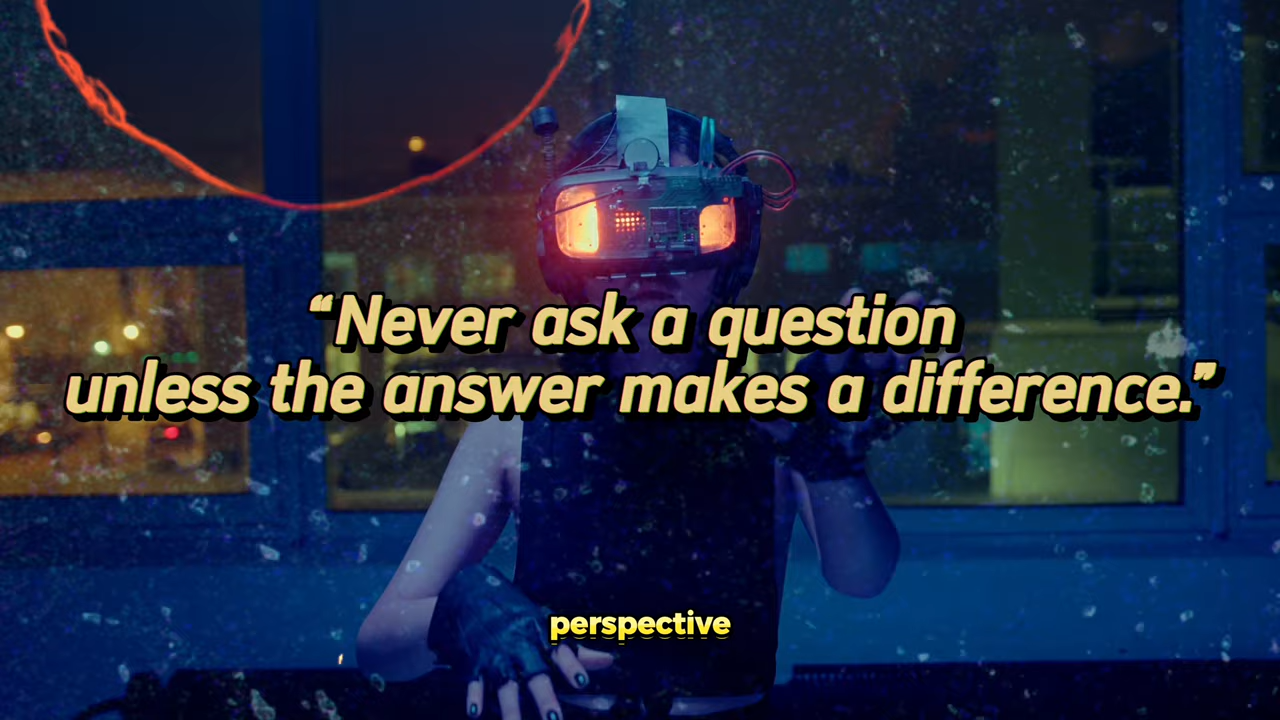 “Never ask a question
unless the answer makes a difference.”
perspective